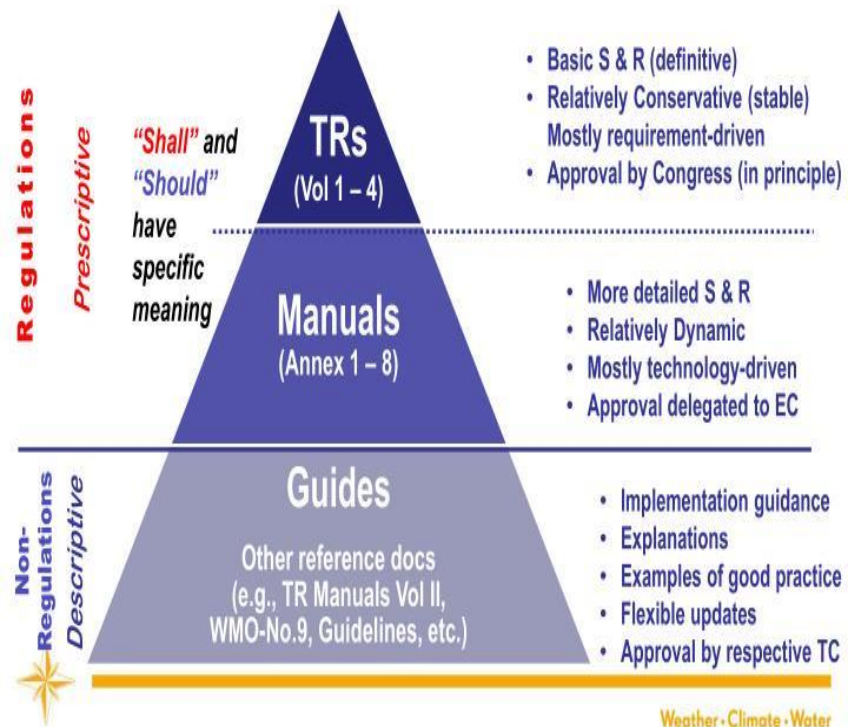 Regulations
Prescriptive
"Shall" and
"Should"
have
specific
meaning
TRs
(Vol 1 – 4)
• Basic S & R (definitive)
• Relatively Conservative (stable)
Mostly requirement-driven
• Approval by Congress (in principle)
Manuals
(Annex 1 – 8)
• More detailed S & R
• Relatively Dynamic
• Mostly technology-driven
• Approval delegated to EC
Non-
Regulations
Descriptive
Guides
Other reference docs
(e.g., TR Manuals Vol II,
WMO-No.9, Guidelines, etc.)
• Implementation guidance
• Explanations
• Examples of good practice
• Flexible updates
• Approval by respective TC
Weather • Climate • Water